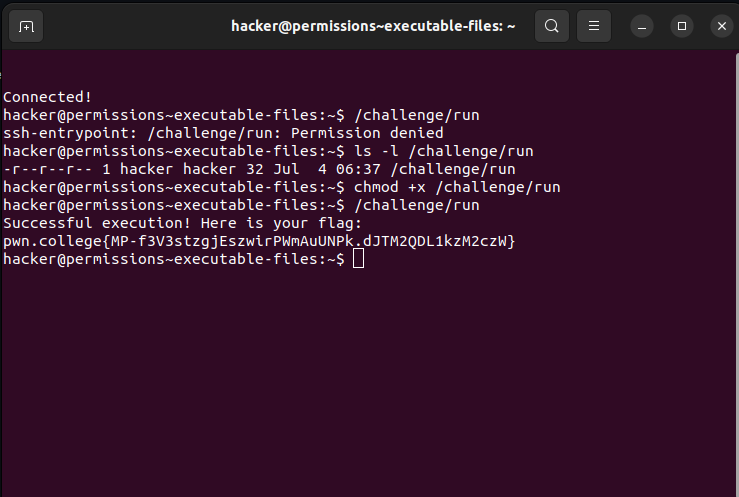 hacker@permissions~executable-files: ~
Connected!
hacker@permissions~executable-files:~$ /challenge/run
ssh-entrypoint: /challenge/run: Permission denied
hacker@permissions~executable-files:~$ ls -l /challenge/run
-r--r--r-- 1 hacker hacker 32 Jul  4 06:37 /challenge/run
hacker@permissions~executable-files:~$ chmod +x /challenge/run
hacker@permissions~executable-files:~$ /challenge/run
Successful execution! Here is your flag:
pwn.college{MP-f3V3stzgjEszwirPWmAuUNPk.dJTM2QDL1kzM2czW}
hacker@permissions~executable-files:~$